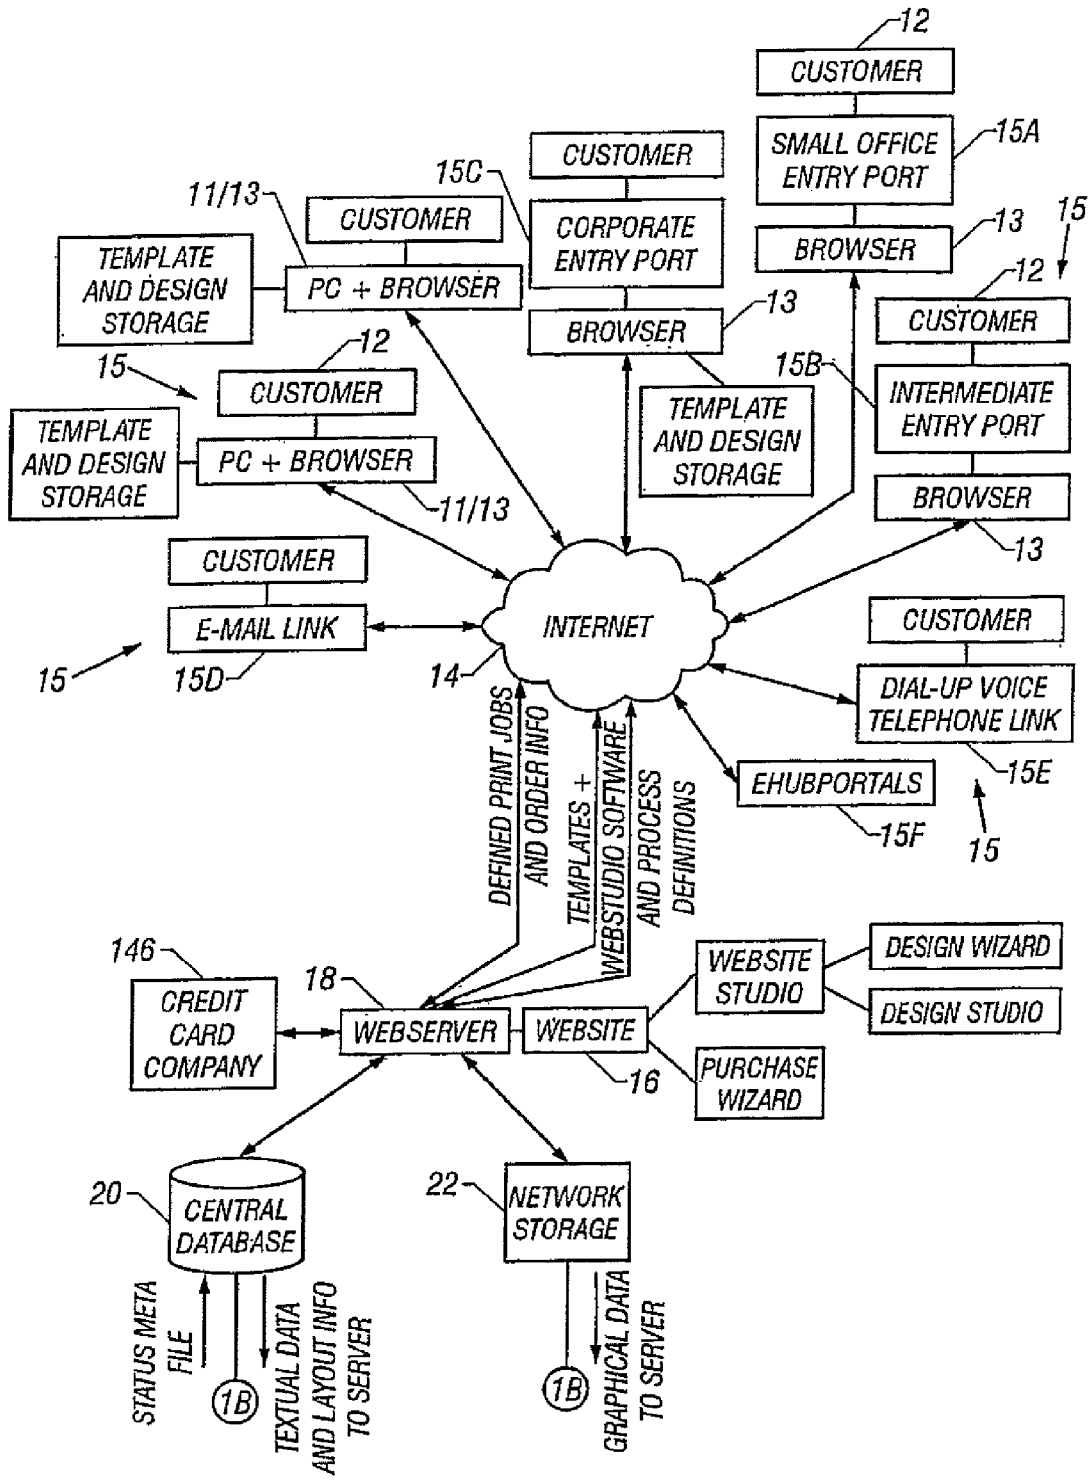 12
CUSTOMER
SMALL OFFICE
ENTRY PORT
15A
BROWSER
13
15
CUSTOMER
15C
CORPORATE
ENTRY PORT
BROWSER
13
TEMPLATE
AND DESIGN
STORAGE
11/13
CUSTOMER
PC + BROWSER
TEMPLATE
AND DESIGN
STORAGE
12
CUSTOMER
15B
INTERMEDIATE
ENTRY PORT
BROWSER
13
15
12
CUSTOMER
TEMPLATE
AND DESIGN
STORAGE
PC + BROWSER
11/13
CUSTOMER
E-MAIL LINK
15D
15
INTERNET
14
CUSTOMER
DIAL-UP VOICE
TELEPHONE LINK
15E
15
EHUBPORTALS
15F
DEFINED PRINT JOBS
AND ORDER INFO
TEMPLATES +
WEBSTUDIO SOFTWARE
AND PROCESS
DEFINITIONS
146
CREDIT
CARD
COMPANY
18
WEBSERVER
WEBSITE
16
WEBSITE
STUDIO
DESIGN WIZARD
DESIGN STUDIO
PURCHASE
WIZARD
20
CENTRAL
DATABASE
22
NETWORK
STORAGE
STATUS META
FILE
1B
TEXTUAL DATA
AND LAYOUT INFO
TO SERVER
1B
GRAPHICAL DATA
TO SERVER